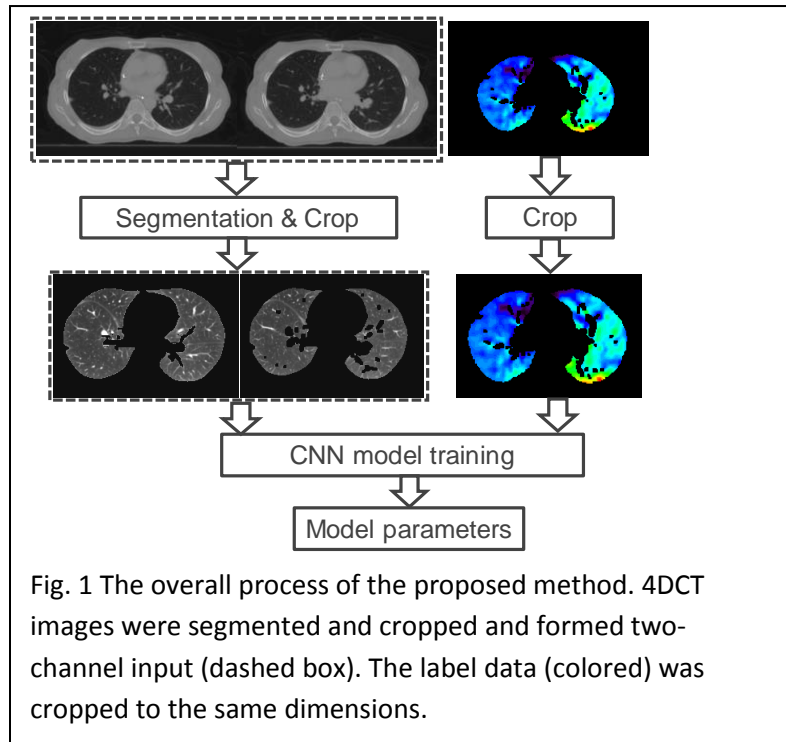 Segmentation & Crop
Crop
CNN model training
Model parameters
Fig. 1 The overall process of the proposed method. 4DCT
images were segmented and cropped and formed two-
channel input (dashed box). The label data (colored) was
cropped to the same dimensions.